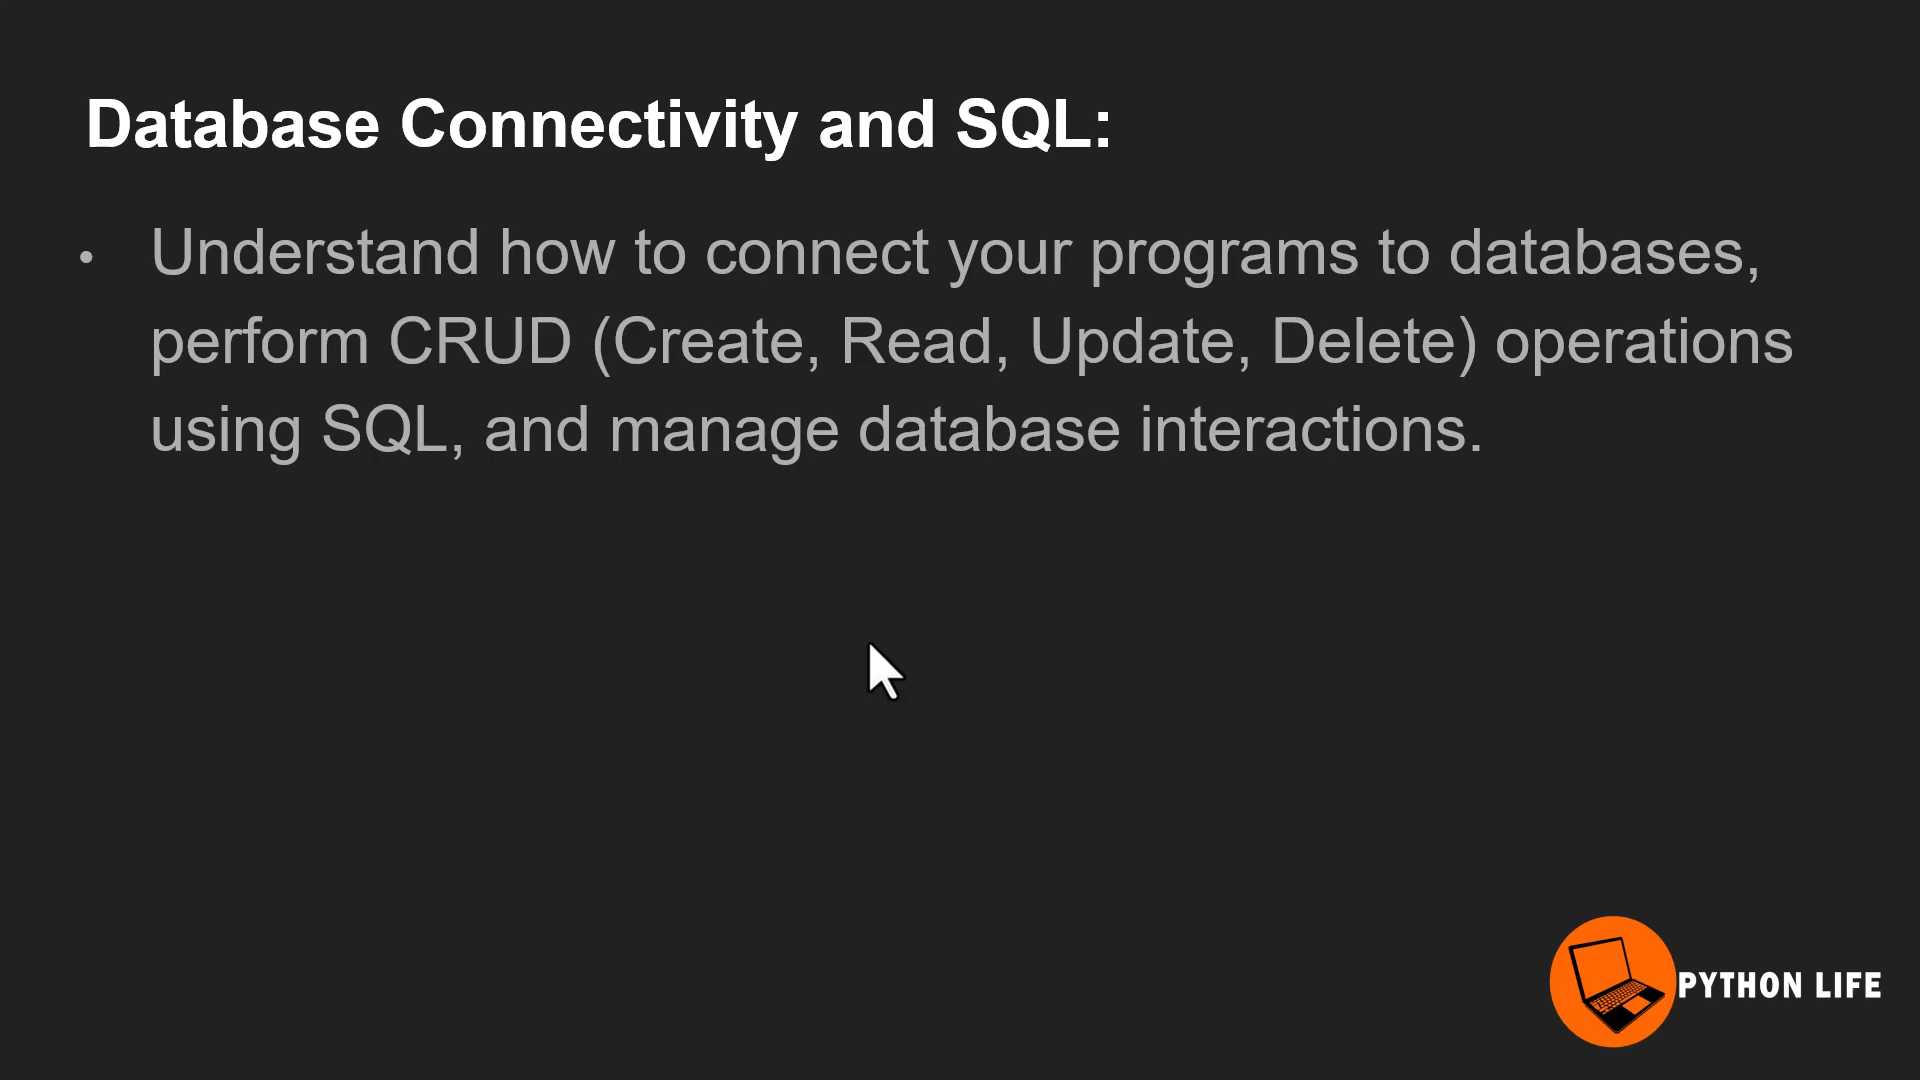 Database Connectivity and SQL:
• Understand how to connect your programs to databases,
perform CRUD (Create, Read, Update, Delete) operations
using SQL, and manage database interactions.
PYTHON LIFE